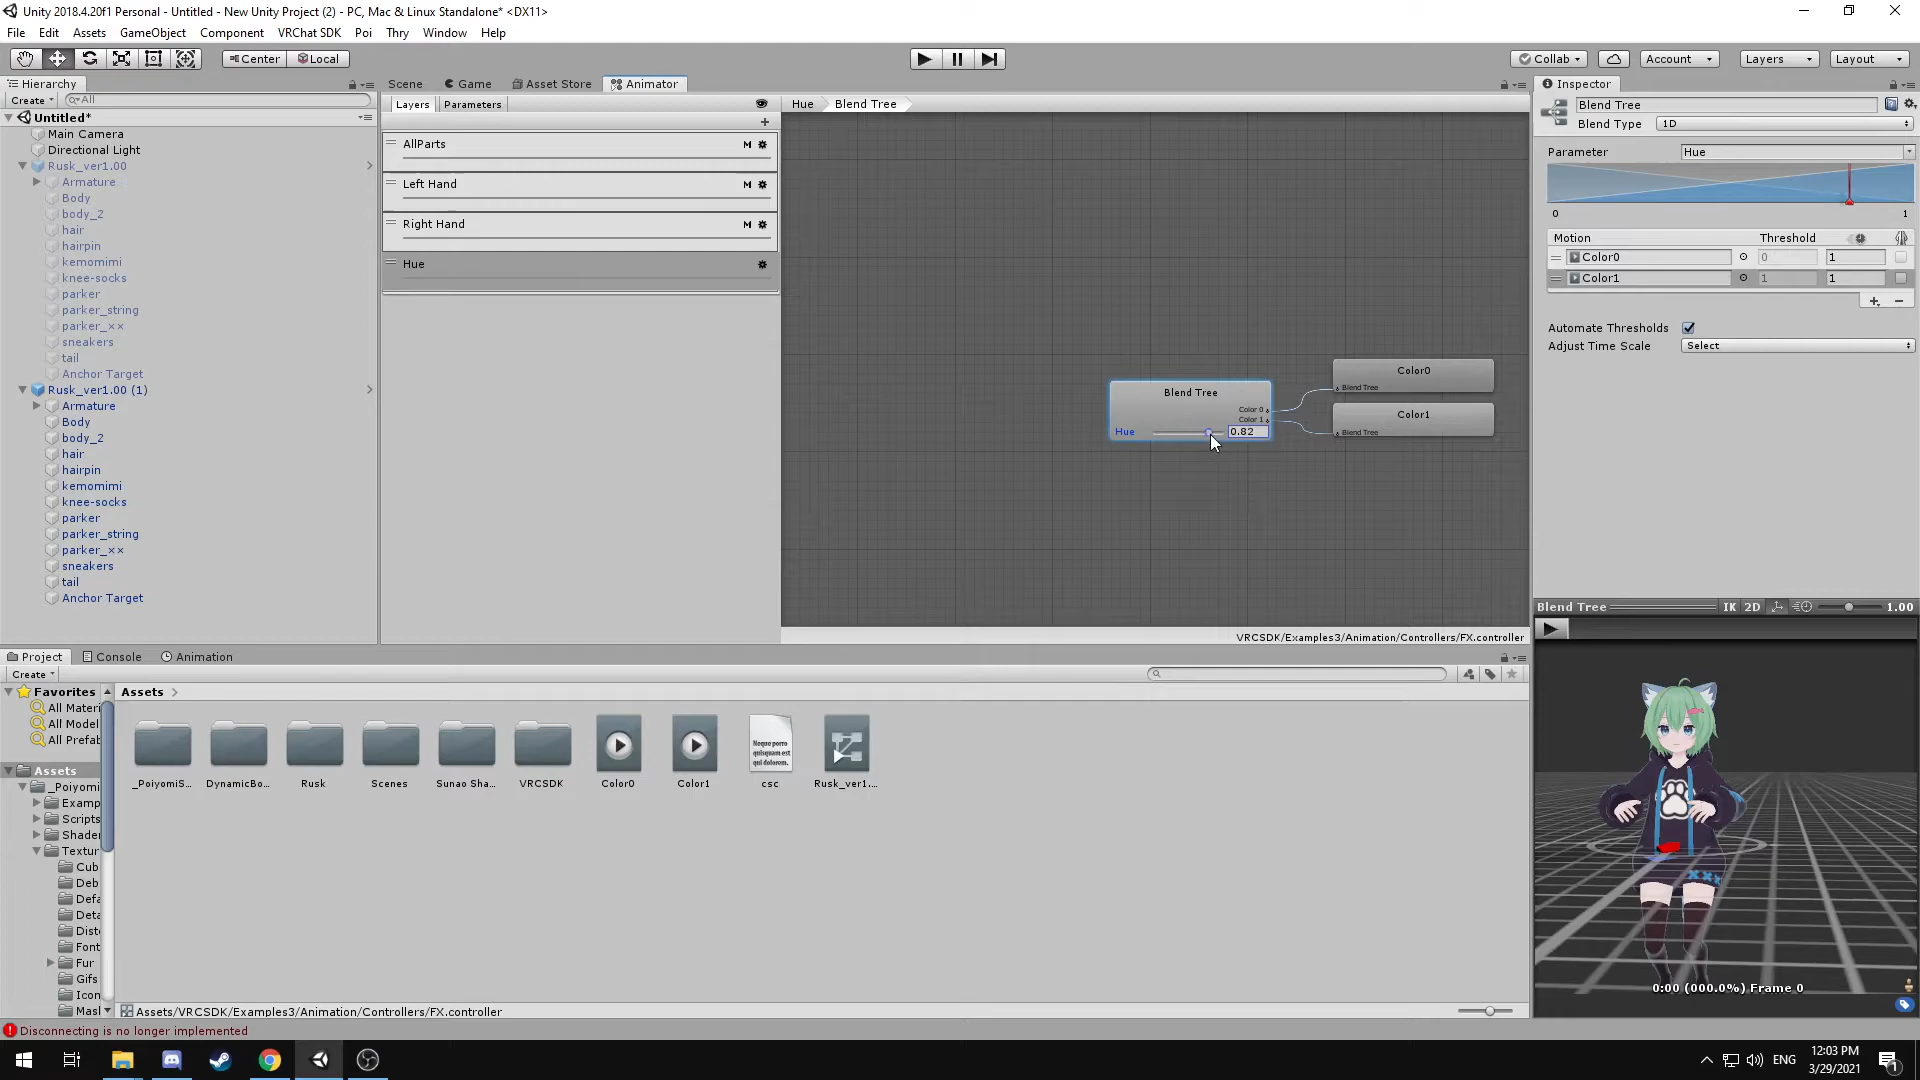 Unity 2018.4.20f1 Personal - Untitled - New Unity Project (2) - PC, Mac & Linux Standalone* <DX11>
File Edit Assets GameObject Component VRChat SDK Poi Thry Window Help
Center Local Collab Account Layers Layout
Hierarchy
Create All
Untitled*
Main Camera
Directional Light
Rusk_ver1.00
Armature
Body
body_2
hair
hairpin
kemomimi
knee-socks
parker
parker_string
parker_××
sneakers
tail
Anchor Target
Rusk_ver1.00 (1)
Armature
Body
body_2
hair
hairpin
kemomimi
knee-socks
parker
parker_string
parker_××
sneakers
tail
Anchor Target
Scene Game Asset Store Animator
Layers Parameters Hue Blend Tree
AllParts M
Left Hand M
Right Hand M
Hue
Blend Tree
Color 0
Color 1
Hue 0.82
Color0
Blend Tree
Color1
Blend Tree
VRCSDK/Examples3/Animation/Controllers/FX.controller
Inspector
Blend Tree
Blend Type 1D
Parameter Hue
0 1
Motion Threshold
Color0 0 1
Color1 1 1
Automate Thresholds
Adjust Time Scale Select
Blend Tree IK 2D 1.00
0:00 (000.0%) Frame 0
Project Console Animation
Create
Favorites
All Materi
All Model
All Prefab
Assets
_Poiyomi
Examp
Scripts
Shader
Textur
Cub
Deb
Defa
Deta
Dist
Font
Fur
Gifs
Icon
Mask
Assets
_PoiyomiS... DynamicBo... Rusk Scenes Sunao Sha... VRCSDK Color0 Color1 csc Rusk_ver1....
Neque porro quisquam est qui dolorem.
Assets/VRCSDK/Examples3/Animation/Controllers/FX.controller
Disconnecting is no longer implemented
ENG
12:03 PM
3/29/2021
1